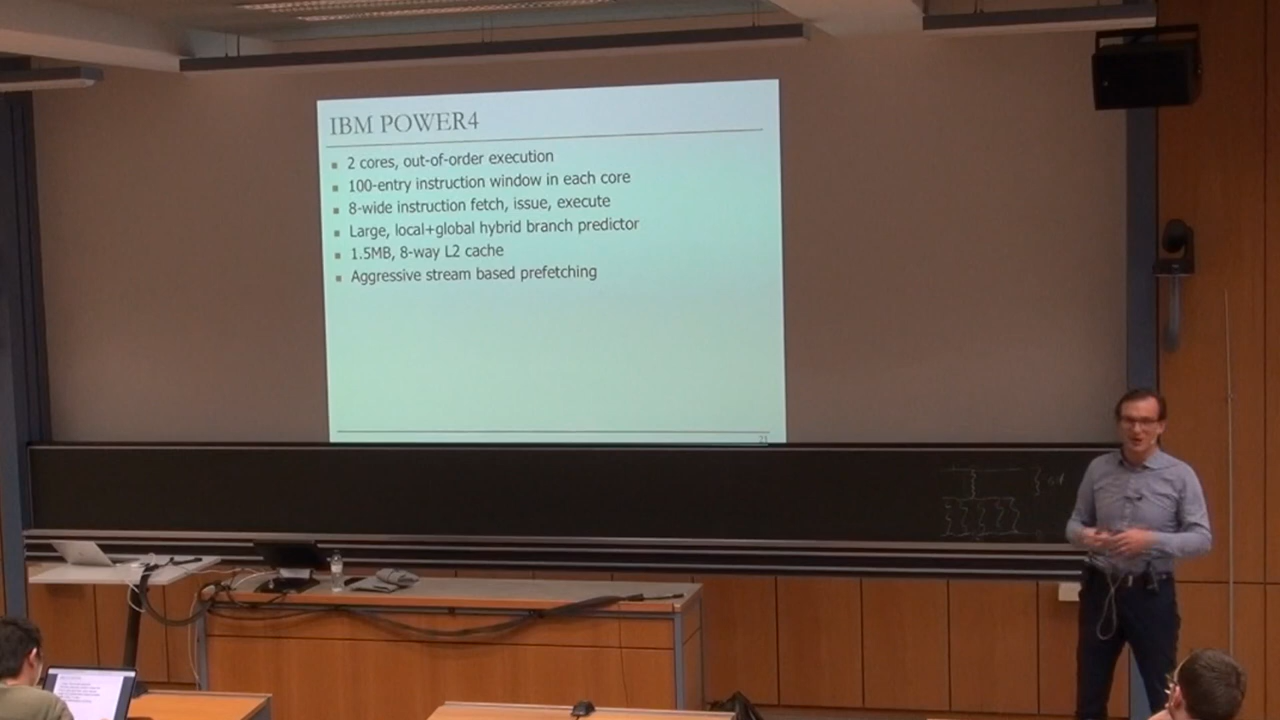 IBM POWER4
2 cores, out-of-order execution
100-entry instruction window in each core
8-wide instruction fetch, issue, execute
Large, local+global hybrid branch predictor
1.5MB, 8-way L2 cache
Aggressive stream based prefetching
21